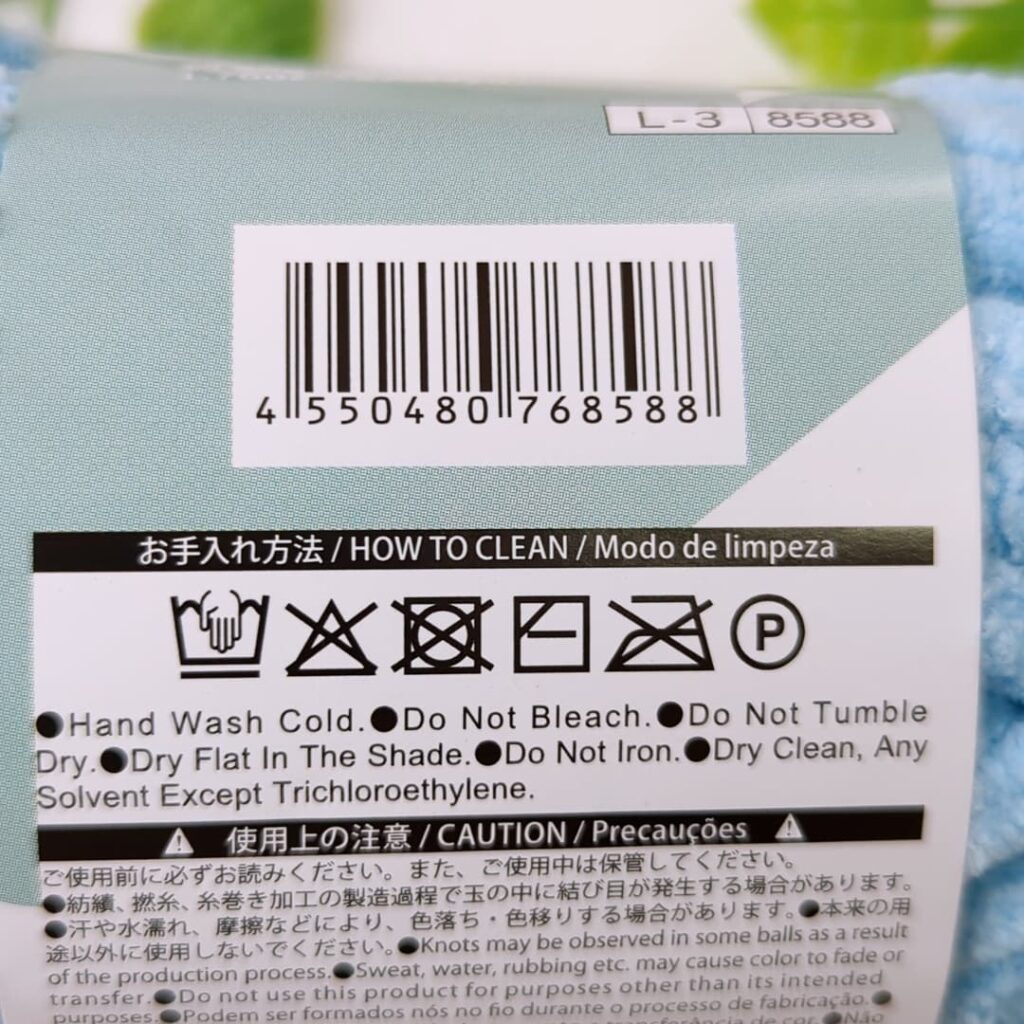 L-3 8588
4 550480 768588
お手入れ方法 / HOW TO CLEAN / Modo de limpeza
P
●Hand Wash Cold.●Do Not Bleach.●Do Not Tumble
Dry.●Dry Flat In The Shade.●Do Not Iron.●Dry Clean, Any
Solvent Except Trichloroethylene.
使用上の注意 / CAUTION / Precauções
ご使用前に必ずお読みください。また、ご使用中は保管してください。
●紡績、撚糸、糸巻き加工の製造過程で玉の中に結び目が発生する場合があります。
●汗や水濡れ、摩擦などにより、色落ち・色移りする場合があります。●本来の用
途以外に使用しないでください。●Knots may be observed in some balls as a result
of the production process.●Sweat, water, rubbing etc. may cause color to fade or
transfer.●Do not use this product for purposes other than its intended
purposes.●Podem ser formados nós no fio durante o processo de fabricação.●
transferência de cor.●Não